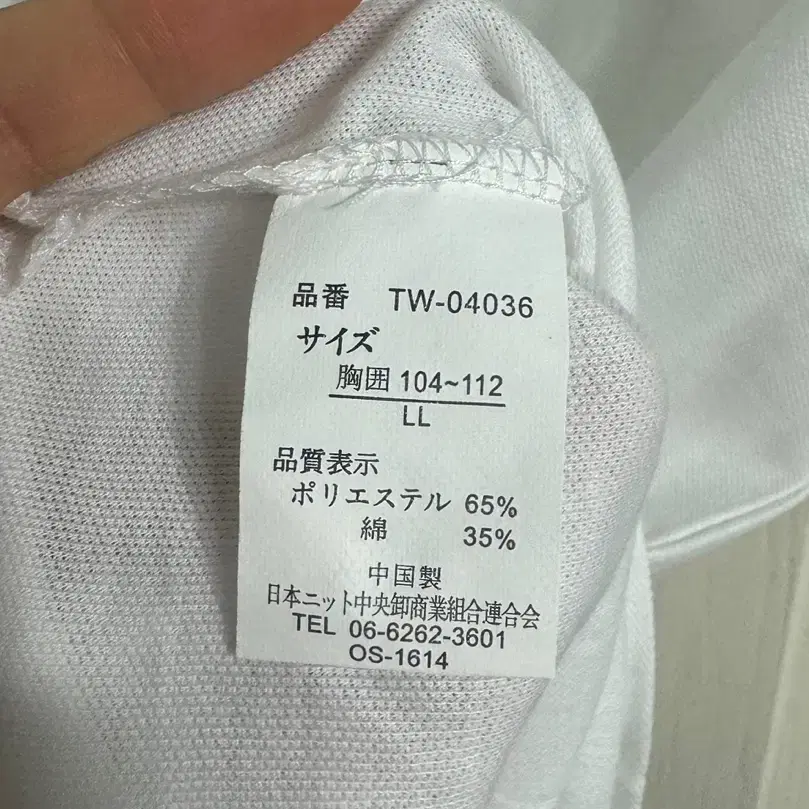 品番 TW-04036
サイズ
胸囲 104~112
LL
品質表示
ポリエステル 65%
綿 35%
中国製
日本ニット中央卸商業組合連合会
TEL 06-6262-3601
OS-1614